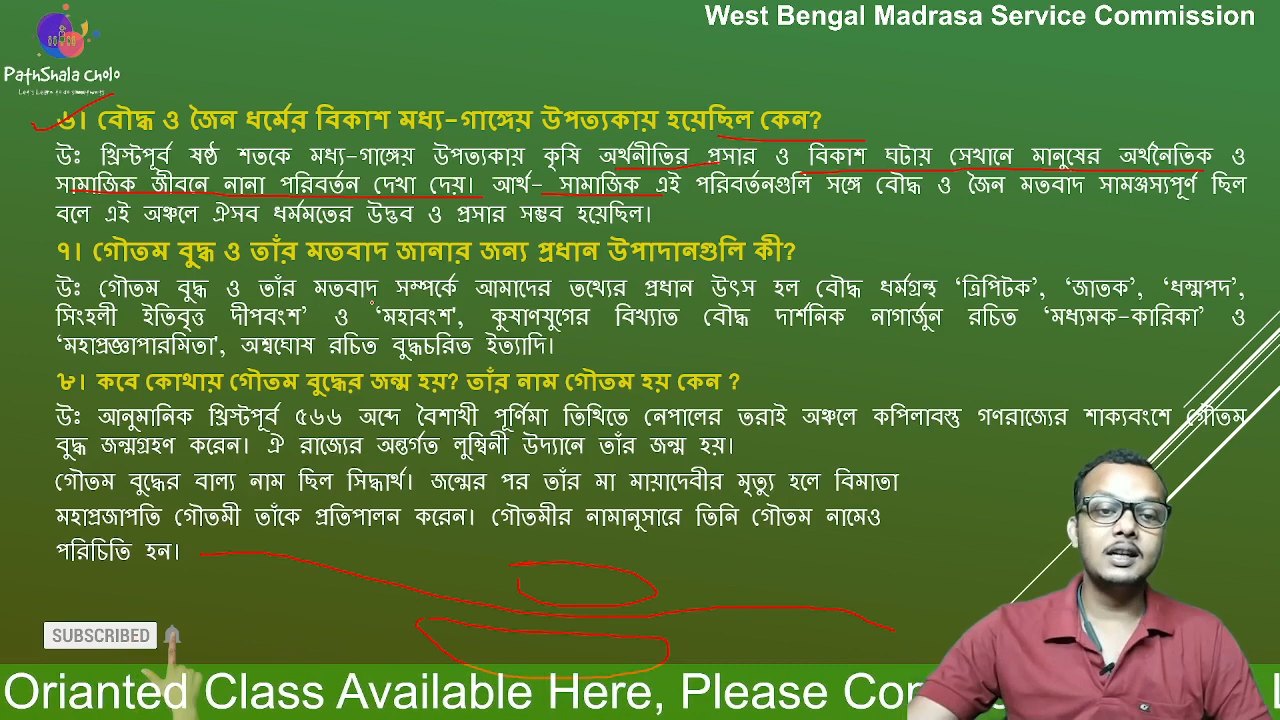 West Bengal Madrasa Service Commission
PathShala Cholo
৬। বৌদ্ধ ও জৈন ধর্মের বিকাশ মধ্য-গাঙ্গেয় উপত্যকায় হয়েছিল কেন?
উঃ খ্রিস্টপূর্ব ষষ্ঠ শতকে মধ্য-গাঙ্গেয় উপত্যকায় কৃষি অর্থনীতির প্রসার ও বিকাশ ঘটায় সেখানে মানুষের অর্থনৈতিক ও
সামাজিক জীবনে নানা পরিবর্তন দেখা দেয়। আর্থ- সামাজিক এই পরিবর্তনগুলি সঙ্গে বৌদ্ধ ও জৈন মতবাদ সামঞ্জস্যপূর্ণ ছিল
বলে এই অঞ্চলে ঐসব ধর্মমতের উদ্ভব ও প্রসার সম্ভব হয়েছিল।
৭। গৌতম বুদ্ধ ও তাঁর মতবাদ জানার জন্য প্রধান উপাদানগুলি কী?
উঃ গৌতম বুদ্ধ ও তাঁর মতবাদ সম্পর্কে আমাদের তথ্যের প্রধান উৎস হল বৌদ্ধ ধর্মগ্রন্থ ‘ত্রিপিটক’, ‘জাতক’, ‘ধম্মপদ’,
সিংহলী ইতিবৃত্ত দীপবংশ’ ও ‘মহাবংশ', কুষাণযুগের বিখ্যাত বৌদ্ধ দার্শনিক নাগার্জুন রচিত ‘মধ্যমক-কারিকা’ ও
‘মহাপ্রজ্ঞাপারমিতা', অশ্বঘোষ রচিত বুদ্ধচরিত ইত্যাদি।
৮। কবে কোথায় গৌতম বুদ্ধের জন্ম হয়? তাঁর নাম গৌতম হয় কেন ?
উঃ আনুমানিক খ্রিস্টপূর্ব ৫৬৬ অব্দে বৈশাখী পূর্ণিমা তিথিতে নেপালের তরাই অঞ্চলে কপিলাবস্তু গণরাজ্যের শাক্যবংশে গৌতম
বুদ্ধ জন্মগ্রহণ করেন। ঐ রাজ্যের অন্তর্গত লুম্বিনী উদ্যানে তাঁর জন্ম হয়।
গৌতম বুদ্ধের বাল্য নাম ছিল সিদ্ধার্থ। জন্মের পর তাঁর মা মায়াদেবীর মৃত্যু হলে বিমাতা
মহাপ্রজাপতি গৌতমী তাঁকে প্রতিপালন করেন। গৌতমীর নামানুসারে তিনি গৌতম নামেও
পরিচিতি হন।
SUBSCRIBED
Orianted Class Available Here, Please Con